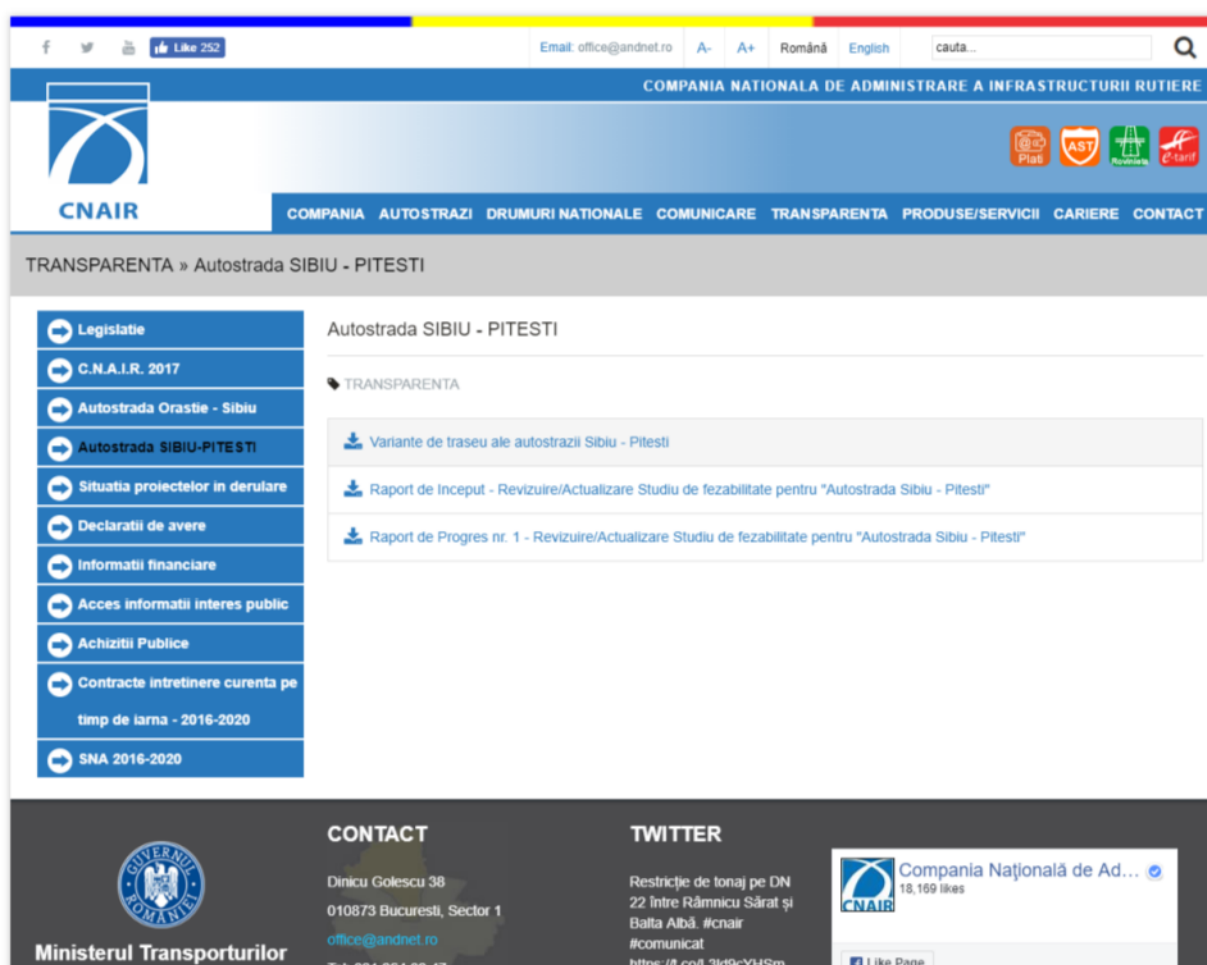 Like 252
Email: office@andnet.ro A- A+ Română English cauta...
COMPANIA NATIONALA DE ADMINISTRARE A INFRASTRUCTURII RUTIERE
Plati AST Rovinieta e-tarif
CNAIR
COMPANIA AUTOSTRAZI DRUMURI NATIONALE COMUNICARE TRANSPARENTA PRODUSE/SERVICII CARIERE CONTACT
TRANSPARENTA » Autostrada SIBIU - PITESTI
Legislatie
C.N.A.I.R. 2017
Autostrada Orastie - Sibiu
Autostrada SIBIU-PITESTI
Situatia proiectelor in derulare
Declaratii de avere
Informatii financiare
Acces informatii interes public
Achizitii Publice
Contracte intretinere curenta pe
timp de iarna - 2016-2020
SNA 2016-2020
Autostrada SIBIU - PITESTI
TRANSPARENTA
Variante de traseu ale autostrazii Sibiu - Pitesti
Raport de Inceput - Revizuire/Actualizare Studiu de fezabilitate pentru "Autostrada Sibiu - Pitesti"
Raport de Progres nr. 1 - Revizuire/Actualizare Studiu de fezabilitate pentru "Autostrada Sibiu - Pitesti"
GUVERNUL ROMÂNIEI
Ministerul Transporturilor
CONTACT
Dinicu Golescu 38
010873 Bucuresti, Sector 1
office@andnet.ro
TWITTER
Restricție de tonaj pe DN
22 între Râmnicu Sărat și
Balta Albă. #cnair
#comunicat
CNAIR
Compania Naţională de Ad...
18,169 likes
Like Page